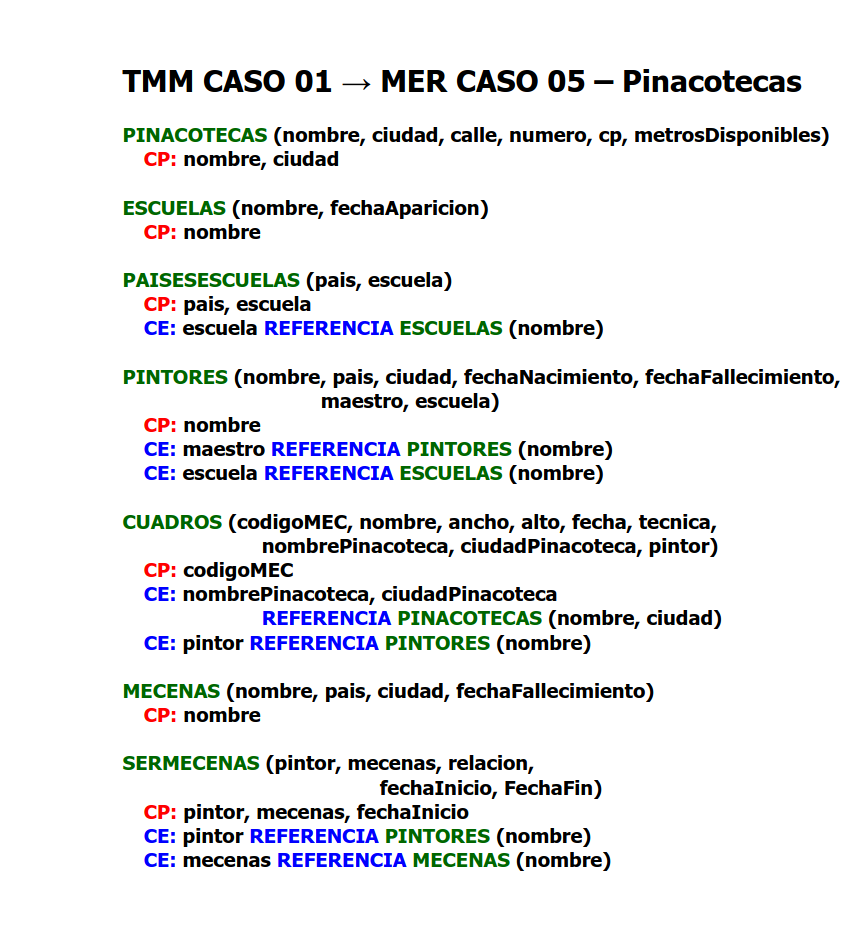 TMM CASO 01 → MER CASO 05 – Pinacotecas
PINACOTECAS (nombre, ciudad, calle, numero, cp, metrosDisponibles)
CP: nombre, ciudad
ESCUELAS (nombre, fechaAparicion)
CP: nombre
PAISESESCUELAS (pais, escuela)
CP: pais, escuela
CE: escuela REFERENCIA ESCUELAS (nombre)
PINTORES (nombre, pais, ciudad, fechaNacimiento, fechaFallecimiento,
maestro, escuela)
CP: nombre
CE: maestro REFERENCIA PINTORES (nombre)
CE: escuela REFERENCIA ESCUELAS (nombre)
CUADROS (codigoMEC, nombre, ancho, alto, fecha, tecnica,
nombrePinacoteca, ciudadPinacoteca, pintor)
CP: codigoMEC
CE: nombrePinacoteca, ciudadPinacoteca
REFERENCIA PINACOTECAS (nombre, ciudad)
CE: pintor REFERENCIA PINTORES (nombre)
MECENAS (nombre, pais, ciudad, fechaFallecimiento)
CP: nombre
SERMECENAS (pintor, mecenas, relacion,
fechaInicio, FechaFin)
CP: pintor, mecenas, fechaInicio
CE: pintor REFERENCIA PINTORES (nombre)
CE: mecenas REFERENCIA MECENAS (nombre)